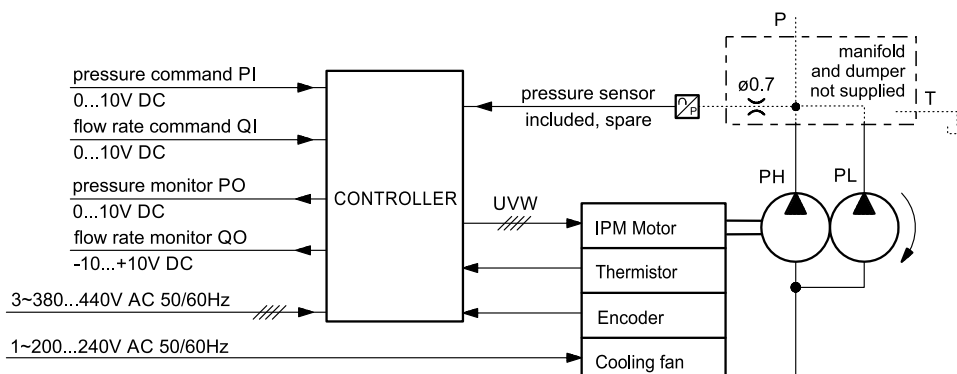 pressure command PI
0...10V DC
flow rate command QI
0...10V DC
pressure monitor PO
0...10V DC
flow rate monitor QO
-10...+10V DC
3~380...440V AC 50/60Hz
1~200...240V AC 50/60Hz
CONTROLLER
pressure sensor
included, spare
P
UVW
IPM Motor
Thermistor
Encoder
Cooling fan
P
ø0.7
manifold
and dumper
not supplied
T
PH
PL